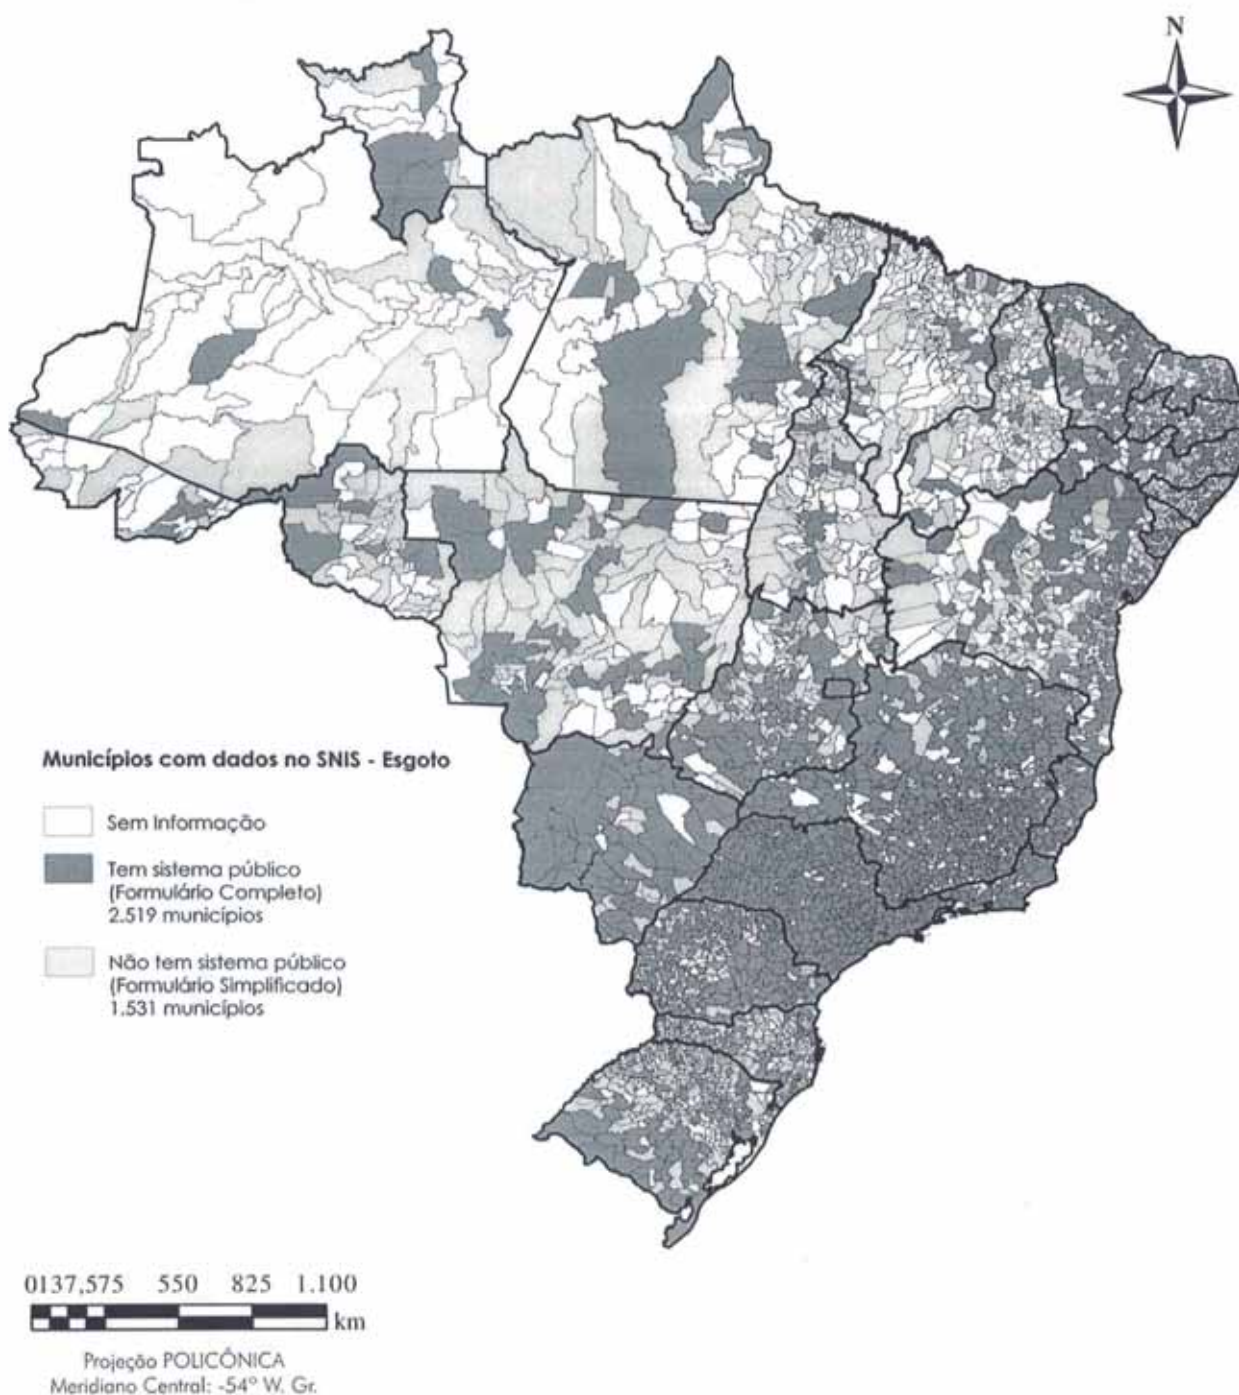 N
Municípios com dados no SNIS - Esgoto
Sem Informação
Tem sistema público
(Formulário Completo)
2.519 municípios
Não tem sistema público
(Formulário Simplificado)
1.531 municípios
0137,575 550 825 1.100
km
Projeção POLICÔNICA
Meridiano Central: -54º W. Gr.